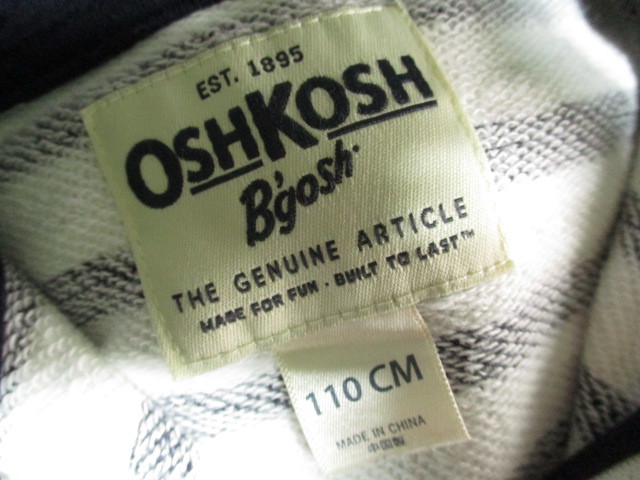 EST. 1895
OSHKOSH
B'gosh
THE GENUINE ARTICLE
MADE FOR FUN · BUILT TO LAST™
110 CM
MADE IN CHINA
中国製